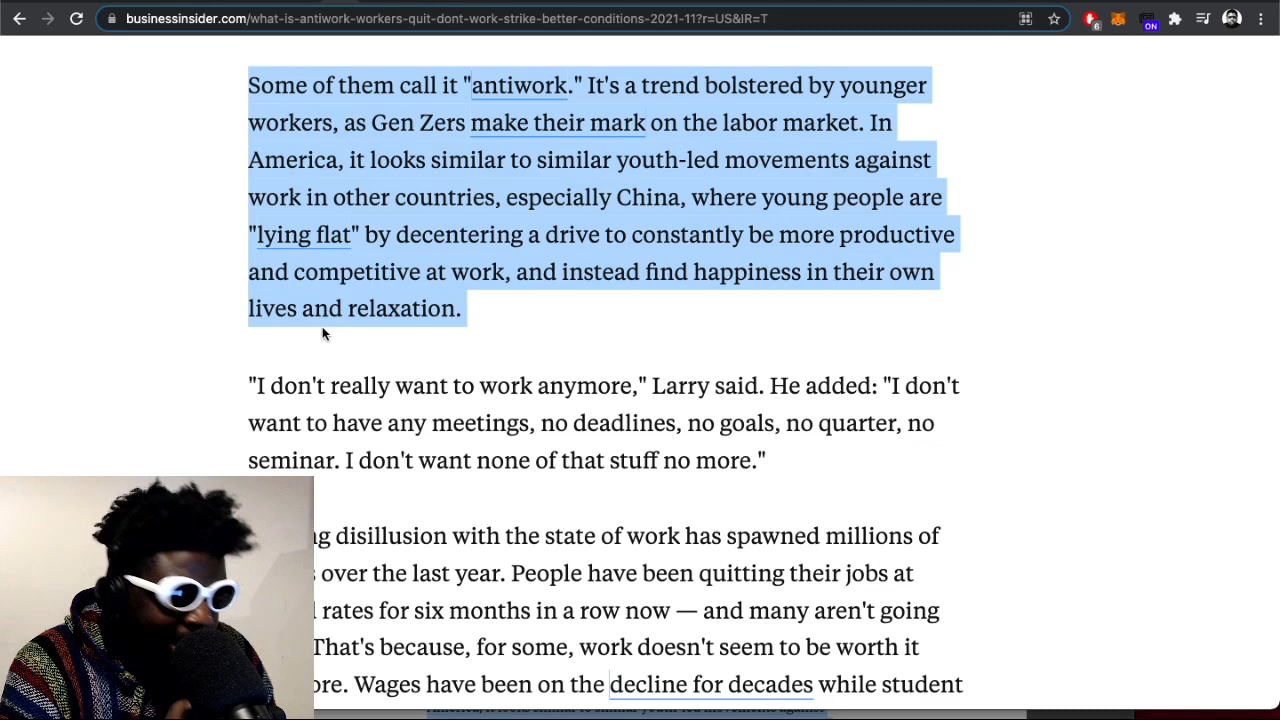 businessinsider.com/what-is-antiwork-workers-quit-dont-work-strike-better-conditions-2021-11?r=US&IR=T
6
ON
Some of them call it "antiwork." It's a trend bolstered by younger
workers, as Gen Zers make their mark on the labor market. In
America, it looks similar to similar youth-led movements against
work in other countries, especially China, where young people are
"lying flat" by decentering a drive to constantly be more productive
and competitive at work, and instead find happiness in their own
lives and relaxation.
"I don't really want to work anymore," Larry said. He added: "I don't
want to have any meetings, no deadlines, no goals, no quarter, no
seminar. I don't want none of that stuff no more."
disillusion with the state of work has spawned millions of
over the last year. People have been quitting their jobs at
rates for six months in a row now — and many aren't going
That's because, for some, work doesn't seem to be worth it
Wages have been on the decline for decades while student